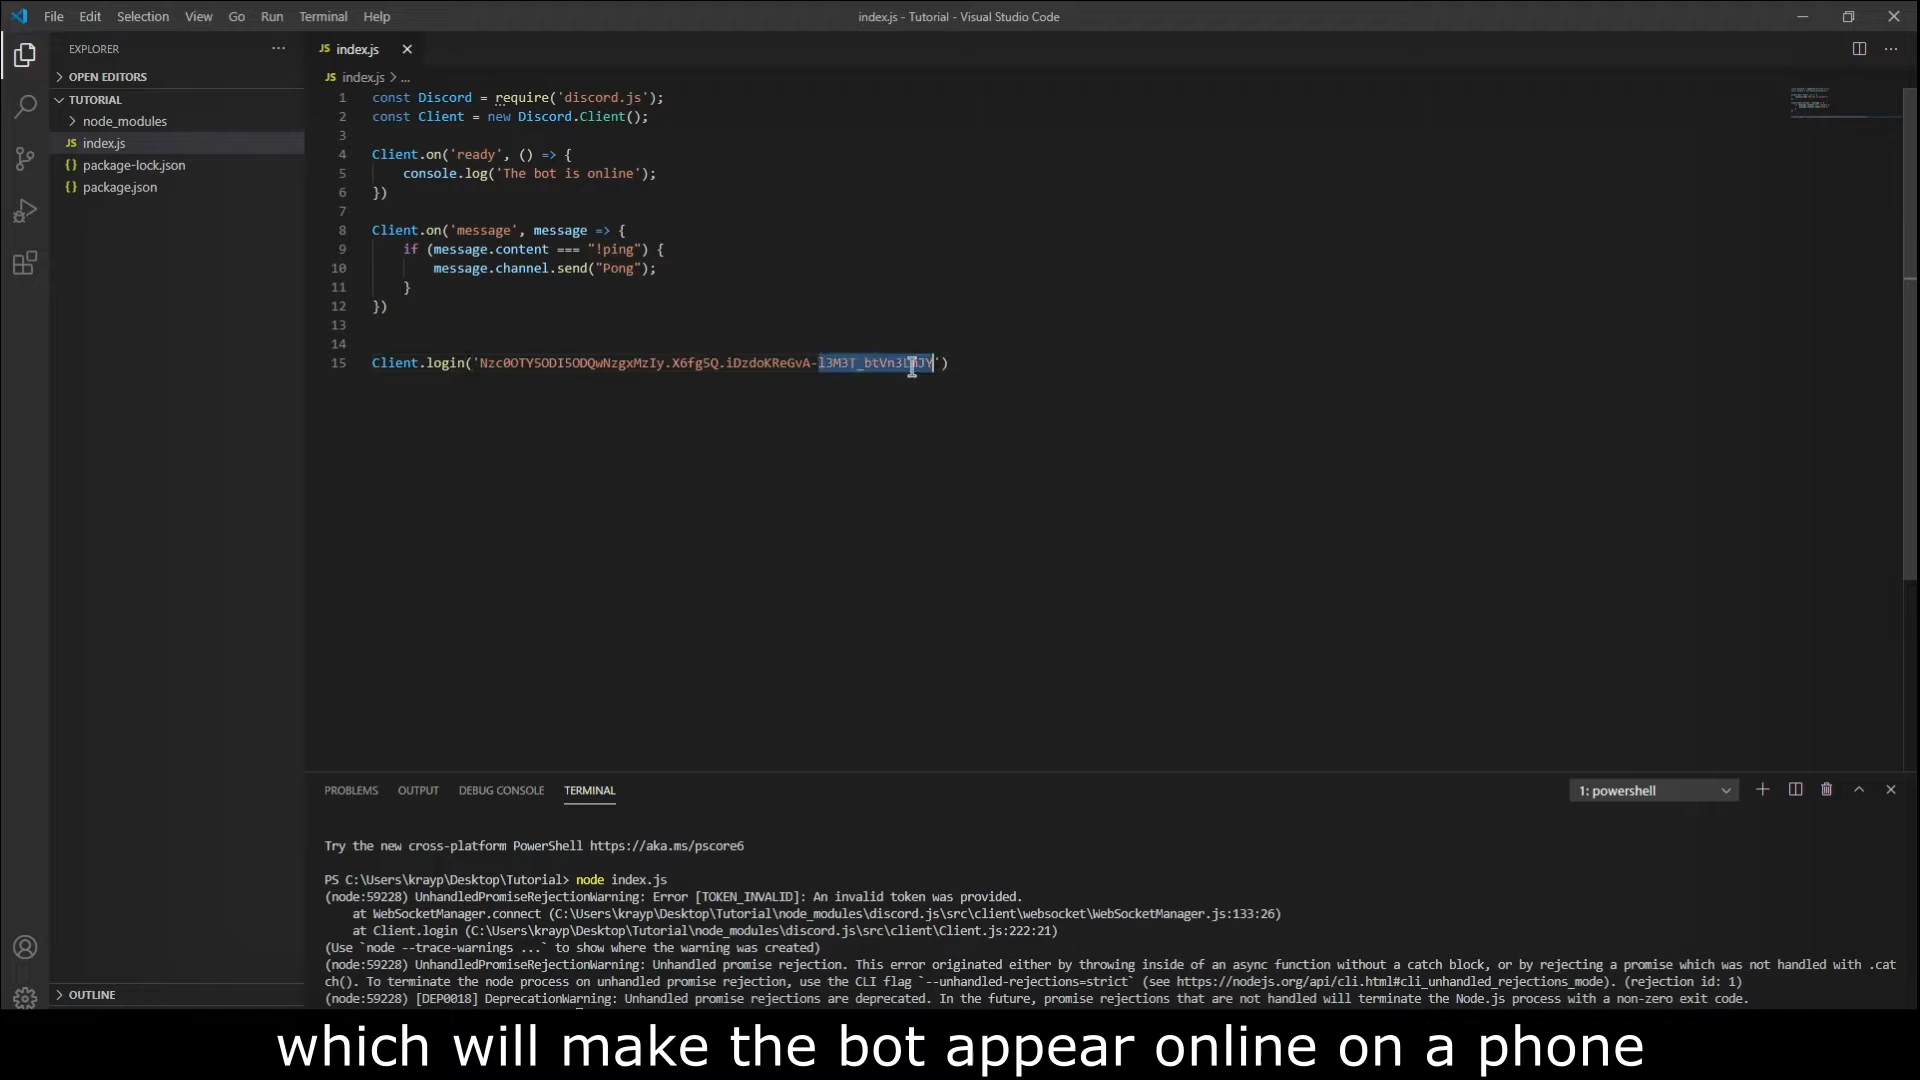 File Edit Selection View Go Run Terminal Help
index.js - Tutorial - Visual Studio Code
EXPLORER
JS index.js
OPEN EDITORS
JS index.js > ...
TUTORIAL
node_modules
JS index.js
{} package-lock.json
{} package.json
1 const Discord = require('discord.js');
2 const Client = new Discord.Client();
3
4 Client.on('ready', () => {
5 console.log('The bot is online');
6 })
7
8 Client.on('message', message => {
9 if (message.content === "!ping") {
10 message.channel.send("Pong");
11 }
12 })
13
14
15 Client.login('')
PROBLEMS OUTPUT DEBUG CONSOLE TERMINAL
1: powershell
Try the new cross-platform PowerShell https://aka.ms/pscore6
PS C:\Users\krayp\Desktop\Tutorial> node index.js
(node:59228) UnhandledPromiseRejectionWarning: Error [TOKEN_INVALID]: An invalid token was provided.
at WebSocketManager.connect (C:\Users\krayp\Desktop\Tutorial\node_modules\discord.js\src\client\websocket\WebSocketManager.js:133:26)
at Client.login (C:\Users\krayp\Desktop\Tutorial\node_modules\discord.js\src\client\Client.js:222:21)
(Use `node --trace-warnings ...` to show where the warning was created)
(node:59228) UnhandledPromiseRejectionWarning: Unhandled promise rejection. This error originated either by throwing inside of an async function without a catch block, or by rejecting a promise which was not handled with .cat
ch(). To terminate the node process on unhandled promise rejection, use the CLI flag `--unhandled-rejections=strict` (see https://nodejs.org/api/cli.html#cli_unhandled_rejections_mode). (rejection id: 1)
(node:59228) [DEP0018] DeprecationWarning: Unhandled promise rejections are deprecated. In the future, promise rejections that are not handled will terminate the Node.js process with a non-zero exit code.
OUTLINE
which will make the bot appear online on a phone